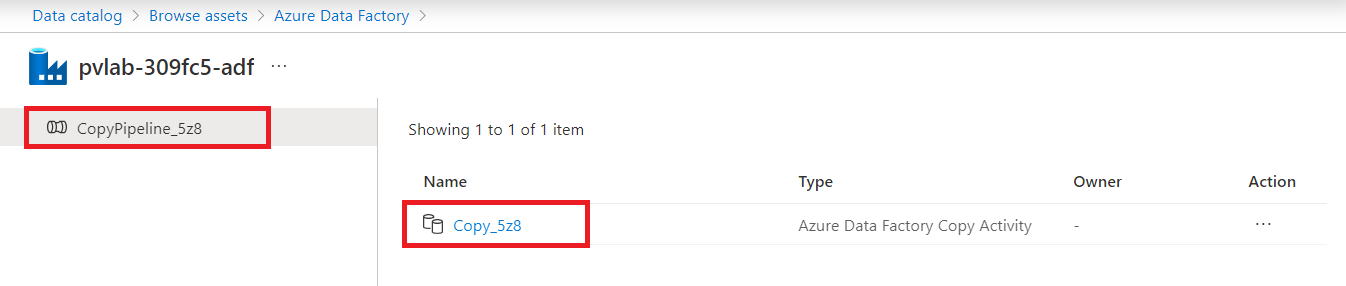 Data catalog > Browse assets > Azure Data Factory >
pvlab-309fc5-adf ...
CopyPipeline_5z8
Showing 1 to 1 of 1 item
Name Type Owner Action
Copy_5z8 Azure Data Factory Copy Activity - ...